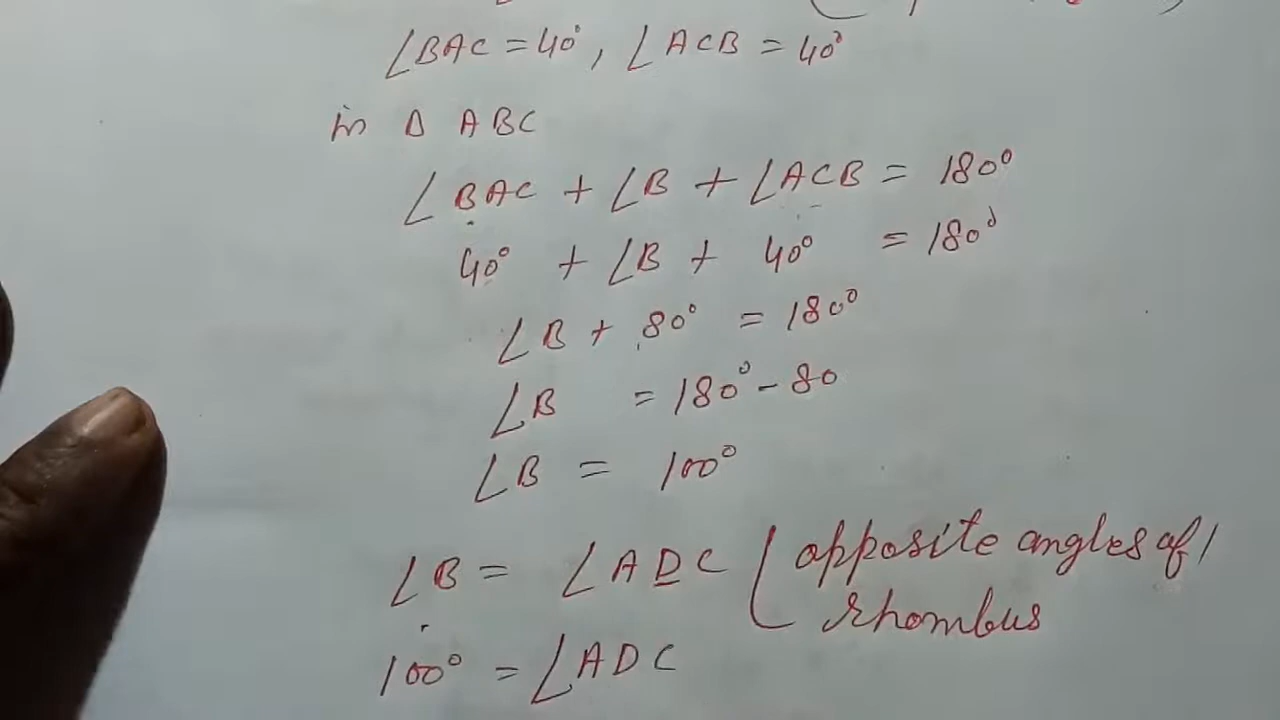 ∠BAC = 40°, ∠ACB = 40°
in Δ ABC
∠BAC + ∠B + ∠ACB = 180°
40° + ∠B + 40° = 180°
∠B + 80° = 180°
∠B = 180° - 80
∠B = 100°
∠B = ∠ADC (opposite angles of
rhombus
100° = ∠ADC